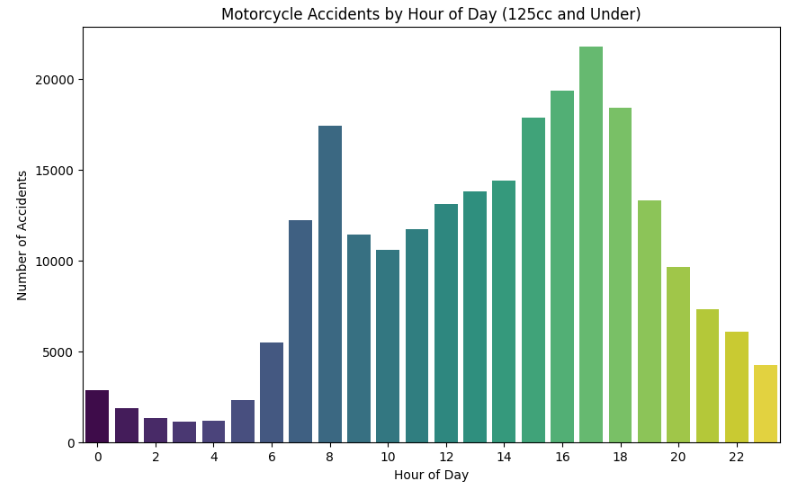 Motorcycle Accidents by Hour of Day (125cc and Under)
Number of Accidents
20000
15000
10000
5000
0
0 2 4 6 8 10 12 14 16 18 20 22
Hour of Day